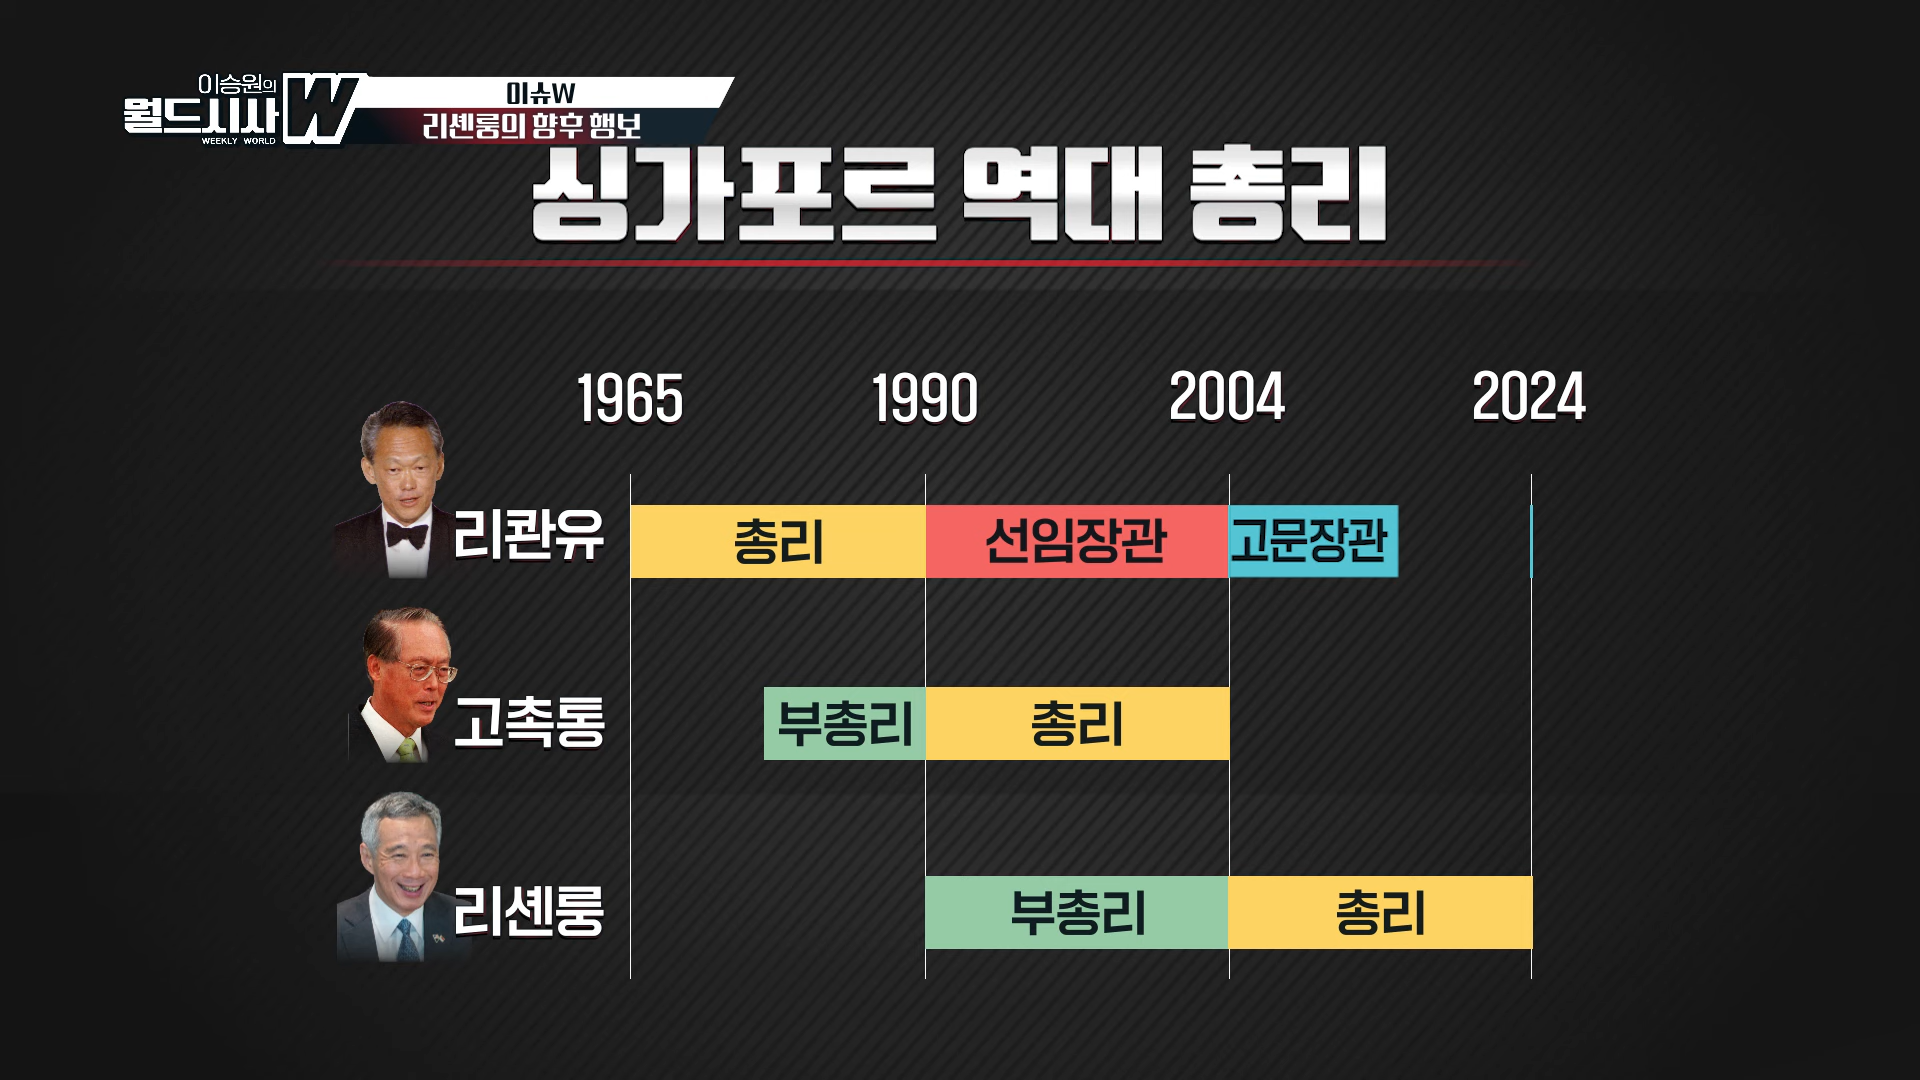 이승원의
월드시사
W
WEEKLY WORLD
이슈W
리셴룽의 향후 행보
싱가포르 역대 총리
1965 1990 2004 2024
리콴유 총리 선임장관 고문장관
고촉통 부총리 총리
리셴룽 부총리 총리